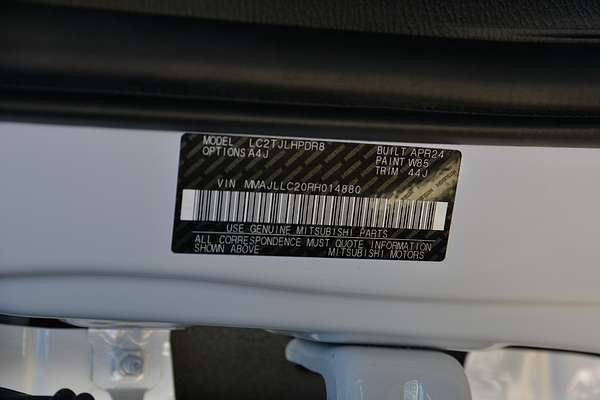 MODEL LC2TJLHPDR8 BUILT APR24
OPTIONS A4J PAINT W85
TRIM 44J
VIN MMAJLLC20RH014880
USE GENUINE MITSUBISHI PARTS
ALL CORRESPONDENCE MUST QUOTE INFORMATION
SHOWN ABOVE MITSUBISHI MOTORS